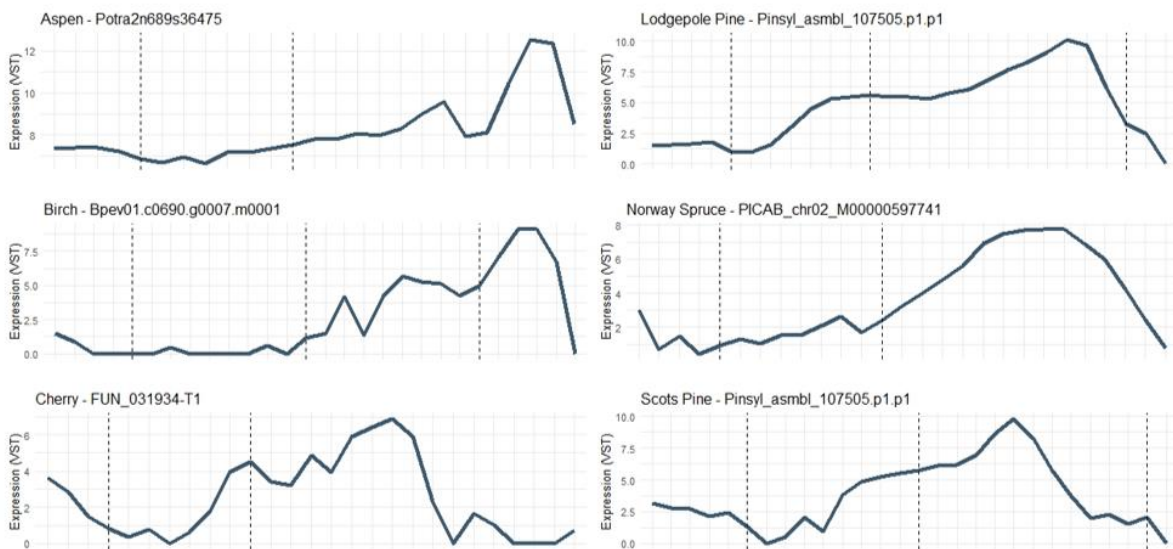 Aspen - Potra2n689s36475
Expression (VST)
12
10
8
Lodgepole Pine - Pinsyl_asmbl_107505.p1.p1
Expression (VST)
10.0
7.5
5.0
2.5
0.0
Birch - Bpev01.c0690.g0007.m0001
Expression (VST)
7.5
5.0
2.5
0.0
Norway Spruce - PICAB_chr02_M00000597741
Expression (VST)
8
6
4
2
Cherry - FUN_031934-T1
Expression (VST)
6
4
2
0
Scots Pine - Pinsyl_asmbl_107505.p1.p1
Expression (VST)
10.0
7.5
5.0
2.5
0.0